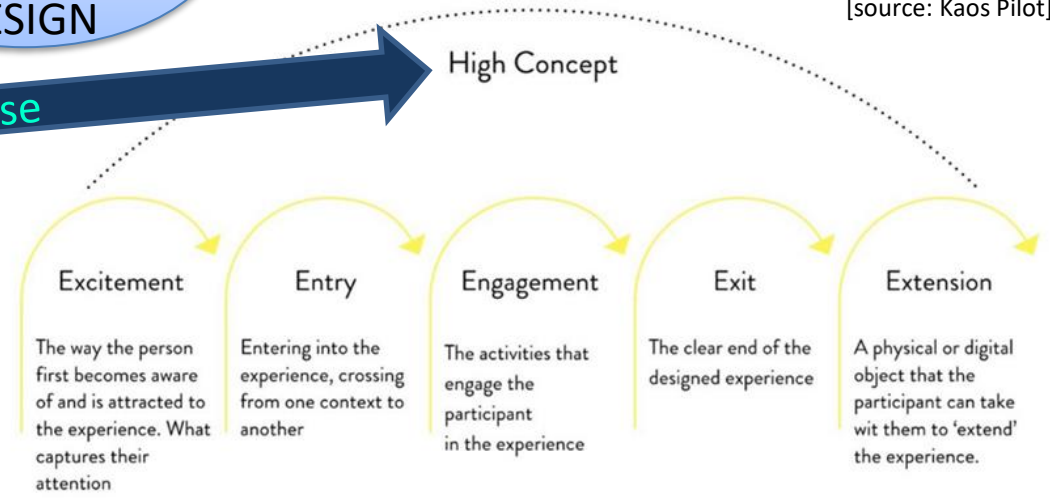 [source: Kaos Pilot]
High Concept
Excitement
The way the person
first becomes aware
of and is attracted to
the experience. What
captures their
attention
Entry
Entering into the
experience, crossing
from one context to
another
Engagement
The activities that
engage the
participant
in the experience
Exit
The clear end of the
designed experience
Extension
A physical or digital
object that the
participant can take
wit them to ‘extend’
the experience.